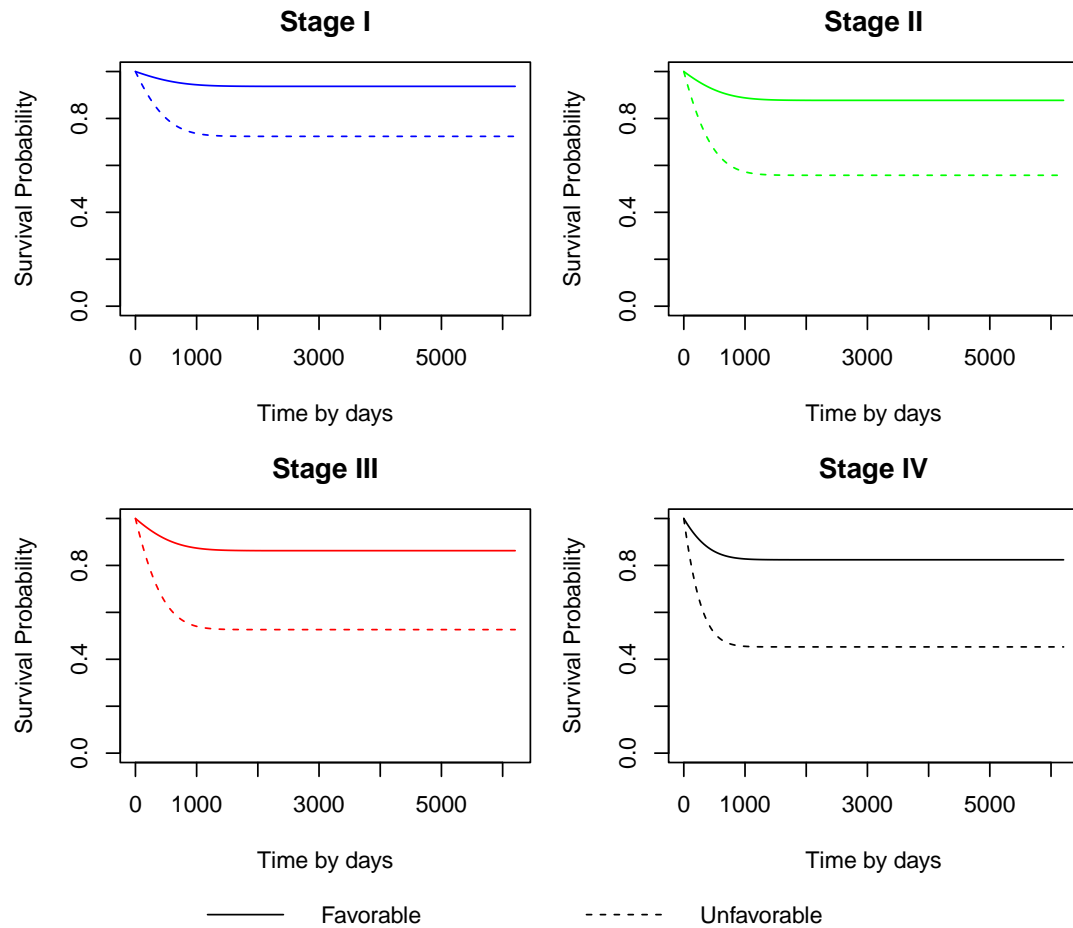 Stage I
Survival Probability
0.0 0.4 0.8
0 1000 3000 5000
Time by days
Stage II
Survival Probability
0.0 0.4 0.8
0 1000 3000 5000
Time by days
Stage III
Survival Probability
0.0 0.4 0.8
0 1000 3000 5000
Time by days
Stage IV
Survival Probability
0.0 0.4 0.8
0 1000 3000 5000
Time by days
Favorable Unfavorable